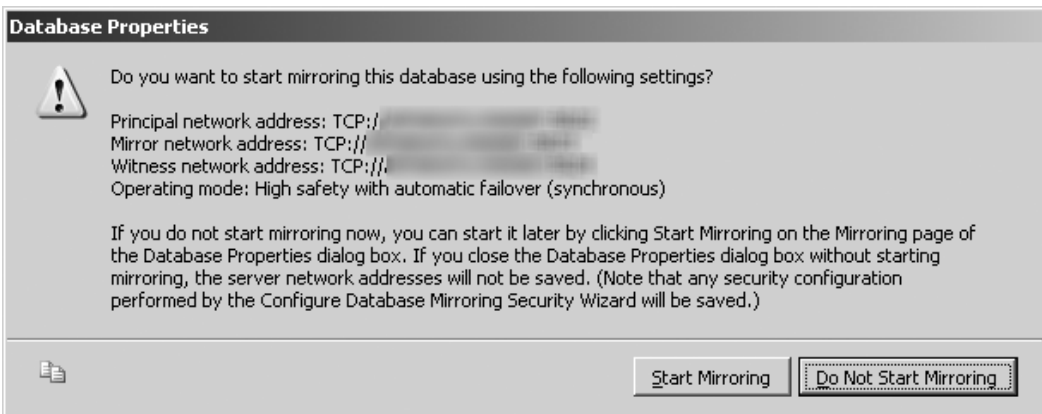 Database Properties
Do you want to start mirroring this database using the following settings?
Principal network address: TCP:/
Mirror network address: TCP://
Witness network address: TCP://
Operating mode: High safety with automatic failover (synchronous)
If you do not start mirroring now, you can start it later by clicking Start Mirroring on the Mirroring page of
the Database Properties dialog box. If you close the Database Properties dialog box without starting
mirroring, the server network addresses will not be saved. (Note that any security configuration
performed by the Configure Database Mirroring Security Wizard will be saved.)
Start Mirroring
Do Not Start Mirroring